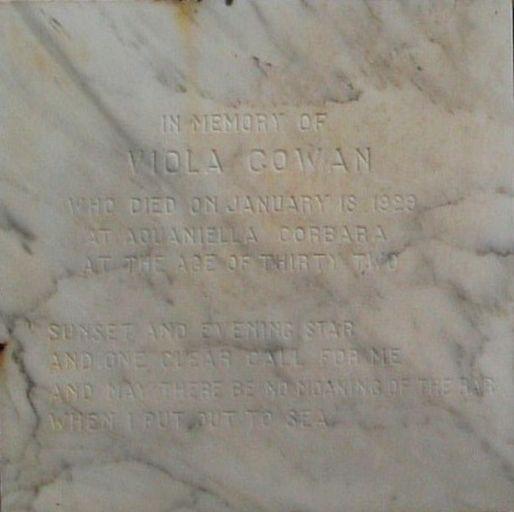 IN MEMORY OF
VIOLA COWAN
WHO DIED ON JANUARY 18 1929
AT AQUANIELLA CORBARA
AT THE AGE OF THIRTY TWO
SUNSET AND EVENING STAR
AND ONE CLEAR CALL FOR ME
AND MAY THERE BE NO MOANING OF THE BAR
WHEN I PUT OUT TO SEA